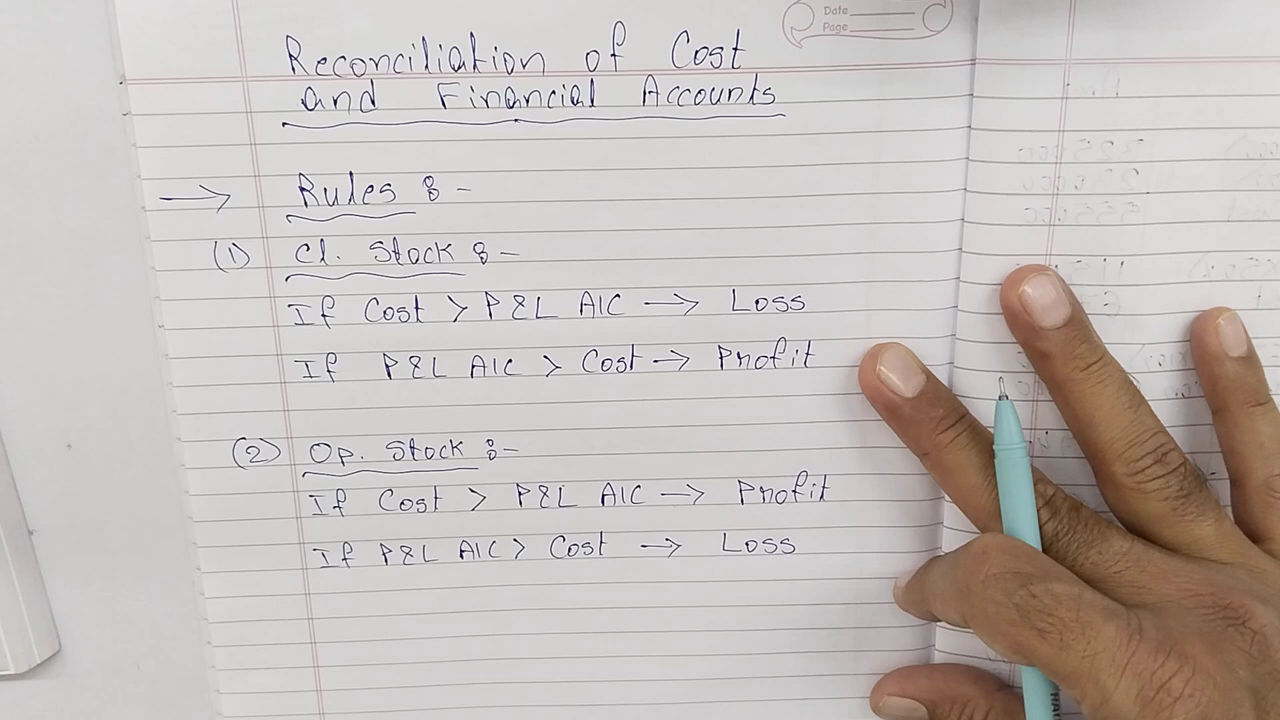 Date
Page
Reconciliation of Cost
and Financial Accounts
→ Rules :-
(1) Cl. Stock :-
If Cost > P&L A/C → Loss
If P&L A/C > Cost → Profit
(2) Op. Stock :-
If Cost > P&L A/C → Profit
If P&L A/C > Cost → Loss